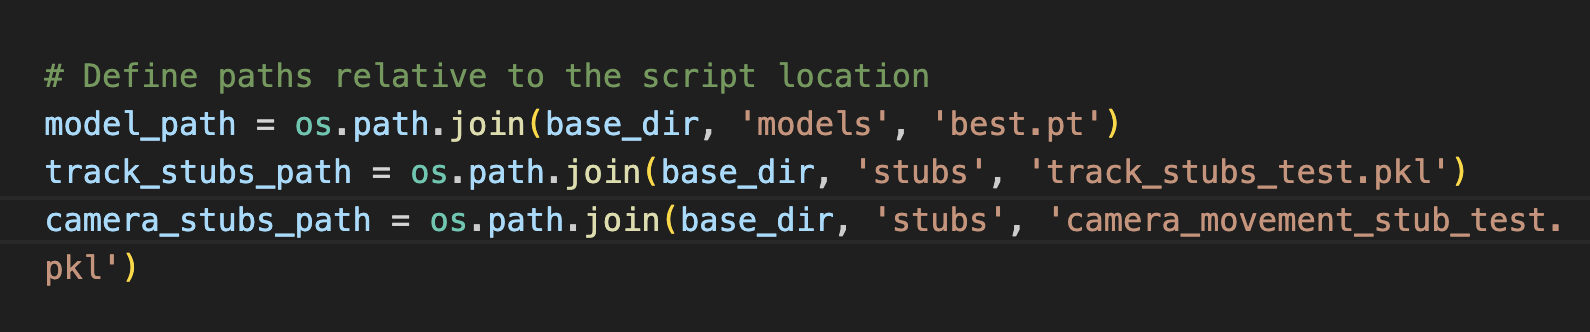 # Define paths relative to the script location
model_path = os.path.join(base_dir, 'models', 'best.pt')
track_stubs_path = os.path.join(base_dir, 'stubs', 'track_stubs_test.pkl')
camera_stubs_path = os.path.join(base_dir, 'stubs', 'camera_movement_stub_test.
pkl')